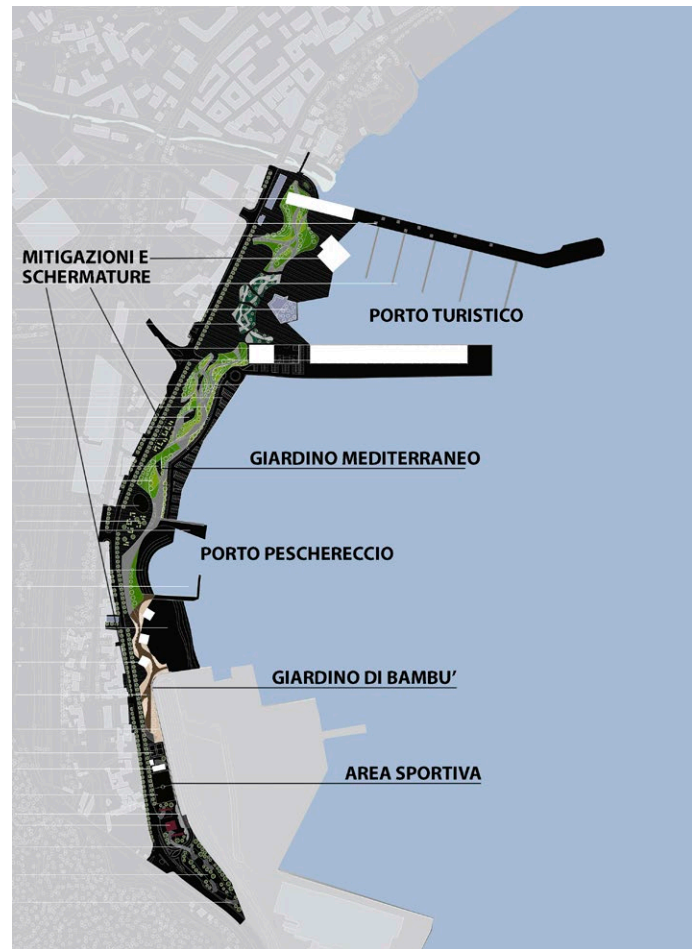 MITIGAZIONI E
SCHERMATURE
PORTO TURISTICO
GIARDINO MEDITERRANEO
PORTO PESCHERECCIO
GIARDINO DI BAMBU'
AREA SPORTIVA